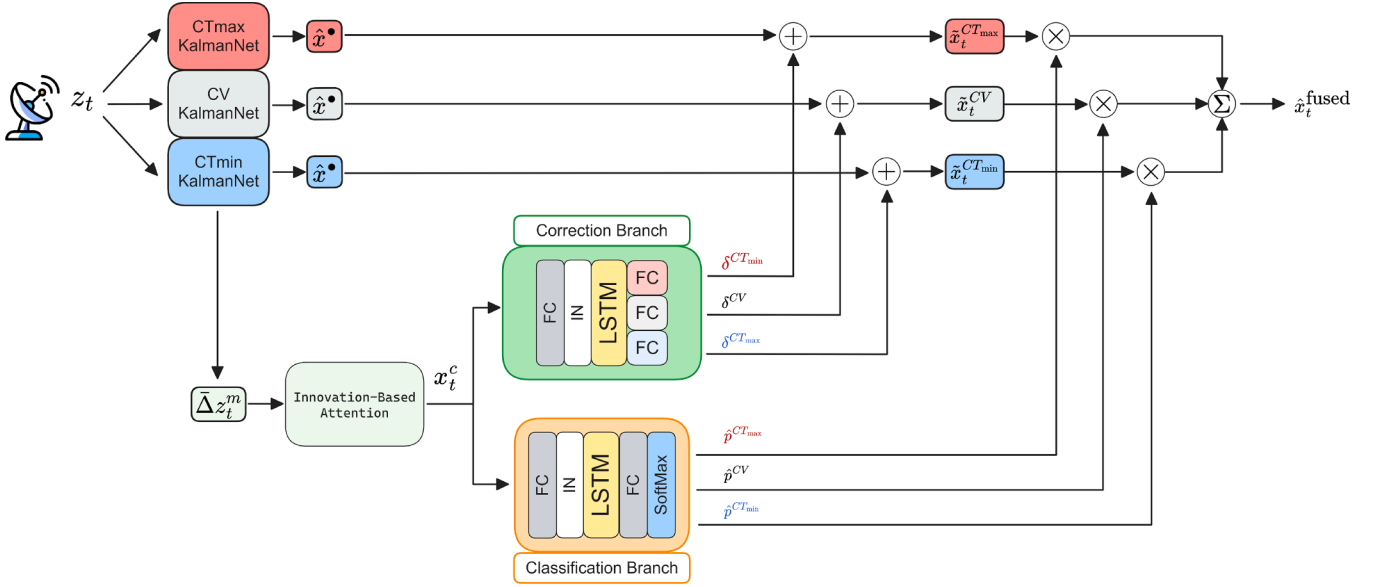 z_t
CTmax
KalmanNet
x̂^•
+
x̃_t^{CT_max}
×
CV
KalmanNet
x̂^•
+
x̃_t^{CV}
×
Σ
x̂_t^{fused}
CTmin
KalmanNet
x̂^•
+
x̃_t^{CT_min}
×
Correction Branch
FC
IN
LSTM
FC
FC
FC
δ^{CT_min}
δ^{CV}
δ^{CT_max}
Δ̄z_t^m
Innovation-Based
Attention
x_t^c
FC
IN
LSTM
FC
SoftMax
p̂^{CT_max}
p̂^{CV}
p̂^{CT_min}
Classification Branch